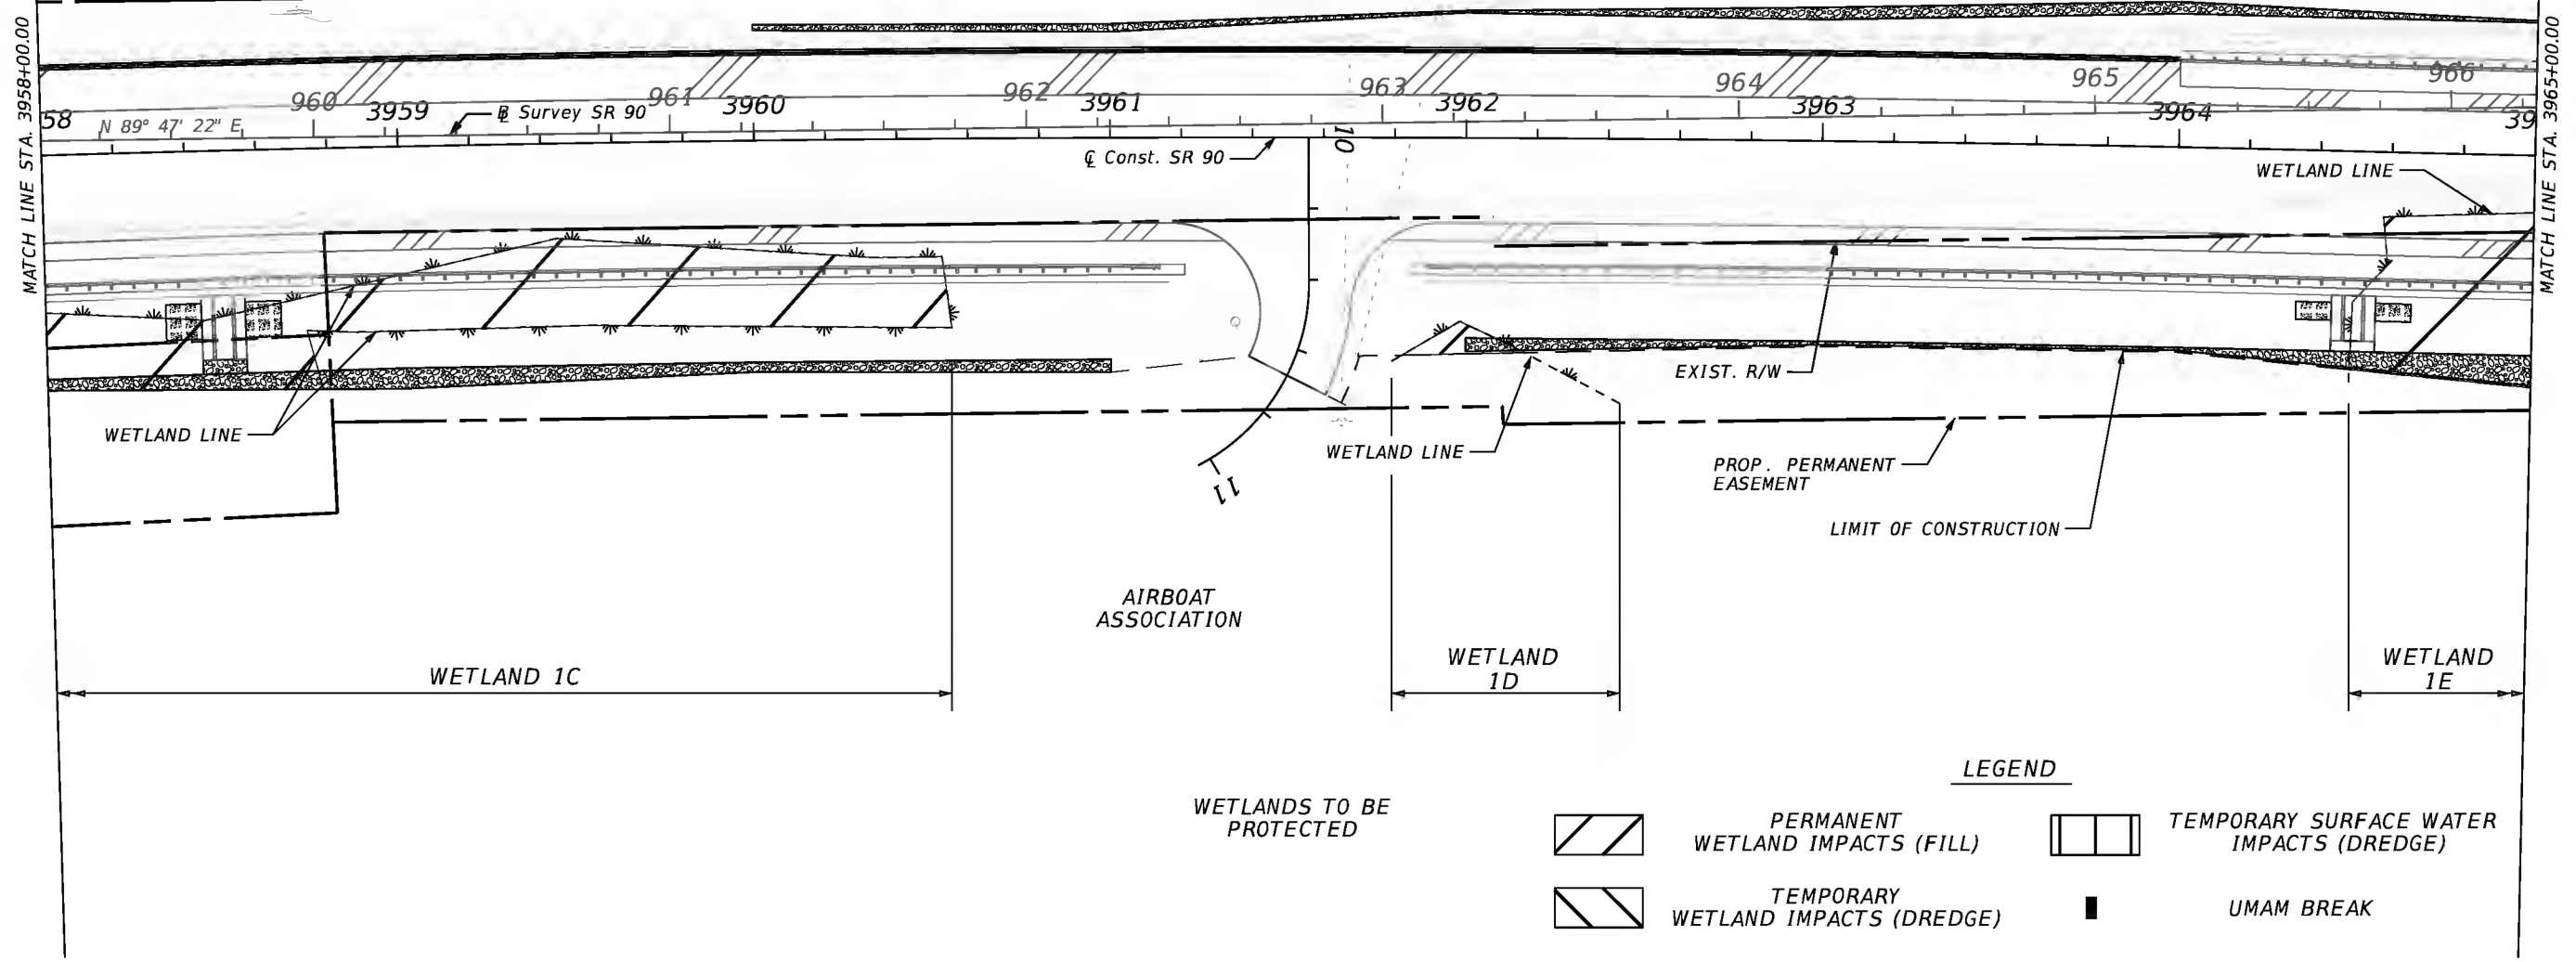 MATCH LINE STA. 3958+00.00
MATCH LINE STA. 3965+00.00
960
961
962
963
964
965
966
58
3959
3960
3961
3962
3963
3964
39
N 89° 47' 22" E
℄ Survey SR 90
℄ Const. SR 90
10
11
WETLAND LINE
WETLAND LINE
WETLAND LINE
EXIST. R/W
PROP. PERMANENT
EASEMENT
LIMIT OF CONSTRUCTION
AIRBOAT
ASSOCIATION
WETLAND 1C
WETLAND
1D
WETLAND
1E
WETLANDS TO BE
PROTECTED
LEGEND
PERMANENT
WETLAND IMPACTS (FILL)
TEMPORARY SURFACE WATER
IMPACTS (DREDGE)
TEMPORARY
WETLAND IMPACTS (DREDGE)
UMAM BREAK